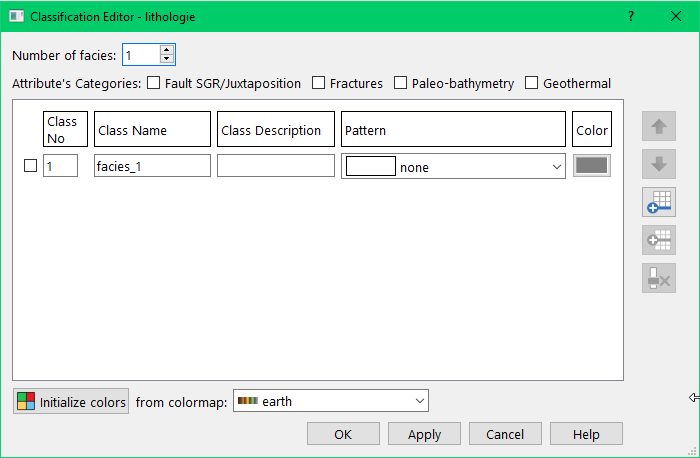 Classification Editor - lithologie
?
Number of facies: 1
Attribute's Categories: Fault SGR/Juxtaposition Fractures Paleo-bathymetry Geothermal
Class No Class Name Class Description Pattern Color
1 facies_1 none
Initialize colors from colormap: earth
OK Apply Cancel Help